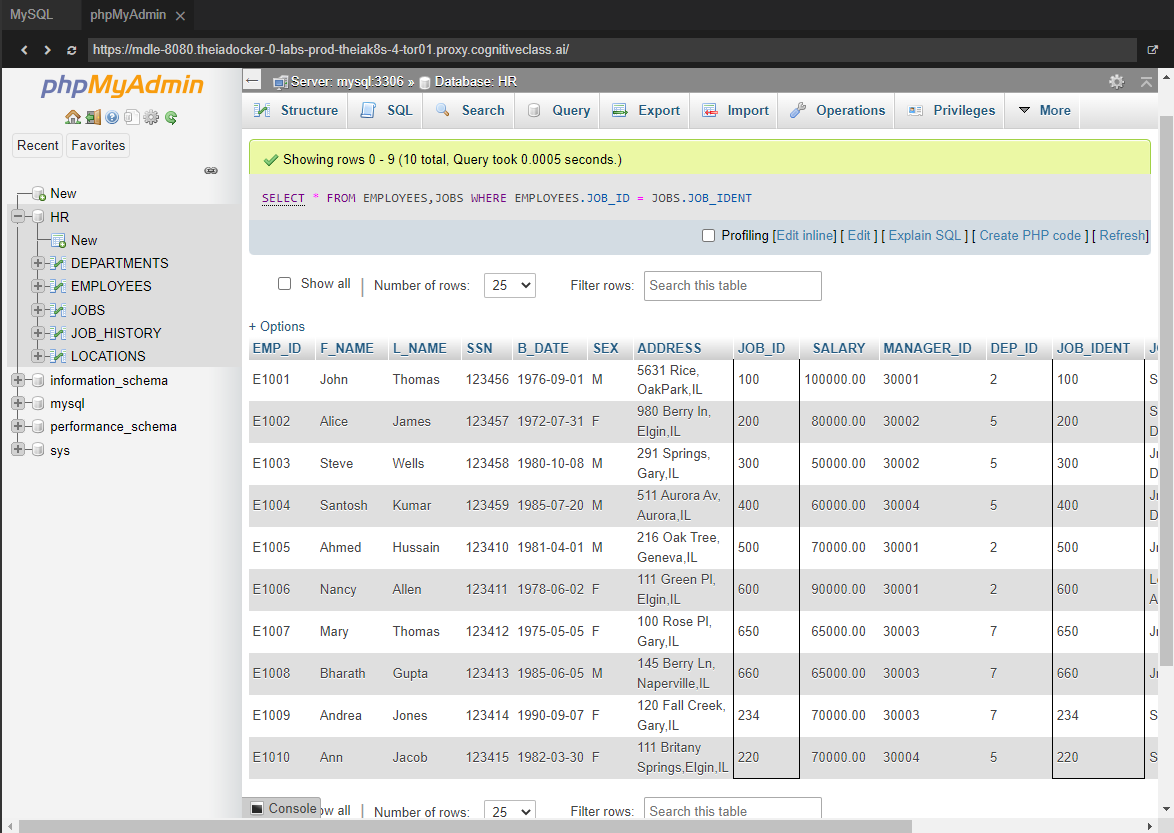 MySQL phpMyAdmin
https://mdle-8080.theiadocker-0-labs-prod-theiak8s-4-tor01.proxy.cognitiveclass.ai/
phpMyAdmin
Recent Favorites
New
HR
New
DEPARTMENTS
EMPLOYEES
JOBS
JOB_HISTORY
LOCATIONS
information_schema
mysql
performance_schema
sys
Server: mysql:3306 » Database: HR
Structure SQL Search Query Export Import Operations Privileges More
Showing rows 0 - 9 (10 total, Query took 0.0005 seconds.)
SELECT * FROM EMPLOYEES,JOBS WHERE EMPLOYEES.JOB_ID = JOBS.JOB_IDENT
Profiling [Edit inline] [ Edit ] [ Explain SQL ] [ Create PHP code ] [ Refresh]
Show all Number of rows: 25 Filter rows: Search this table
+ Options
EMP_ID F_NAME L_NAME SSN B_DATE SEX ADDRESS JOB_ID SALARY MANAGER_ID DEP_ID JOB_IDENT
E1001 John Thomas 123456 1976-09-01 M 5631 Rice, 100 100000.00 30001 2 100
OakPark,IL
E1002 Alice James 123457 1972-07-31 F 980 Berry ln, 200 80000.00 30002 5 200
Elgin,IL
E1003 Steve Wells 123458 1980-10-08 M 291 Springs, 300 50000.00 30002 5 300
Gary,IL
E1004 Santosh Kumar 123459 1985-07-20 M 511 Aurora Av, 400 60000.00 30004 5 400
Aurora,IL
E1005 Ahmed Hussain 123410 1981-04-01 M 216 Oak Tree, 500 70000.00 30001 2 500
Geneva,IL
E1006 Nancy Allen 123411 1978-06-02 F 111 Green Pl, 600 90000.00 30001 2 600
Elgin,IL
E1007 Mary Thomas 123412 1975-05-05 F 100 Rose Pl, 650 65000.00 30003 7 650
Gary,IL
E1008 Bharath Gupta 123413 1985-06-05 M 145 Berry Ln, 660 65000.00 30003 7 660
Naperville,IL
E1009 Andrea Jones 123414 1990-09-07 F 120 Fall Creek, 234 70000.00 30003 7 234
Gary,IL
E1010 Ann Jacob 123415 1982-03-30 F 111 Britany 220 70000.00 30004 5 220
Springs,Elgin,IL
Console all Number of rows: 25 Filter rows: Search this table